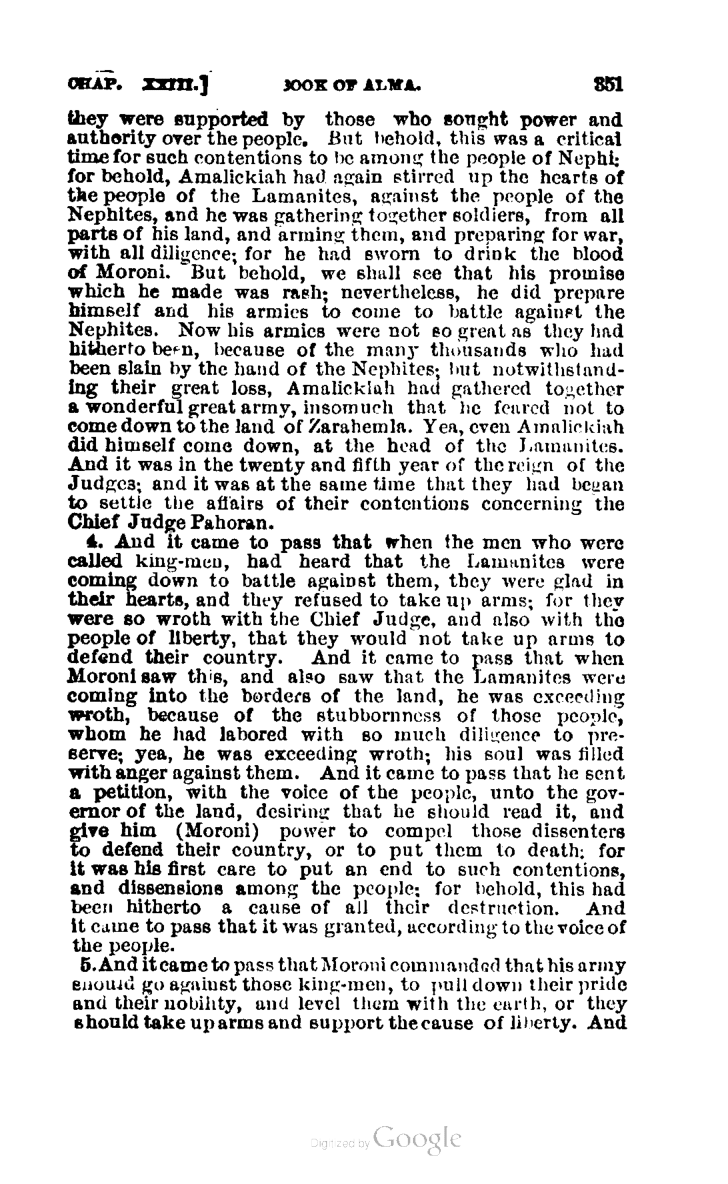 CHAP. XXIII.] BOOK OF ALMA. 351
they were supported by those who sought power and
authority over the people. But behold, this was a critical
time for such contentions to be among the people of Nephi;
for behold, Amalickiah had again stirred up the hearts of
the people of the Lamanites, against the people of the
Nephites, and he was gathering together soldiers, from all
parts of his land, and arming them, and preparing for war,
with all diligence; for he had sworn to drink the blood
of Moroni. But behold, we shall see that his promise
which he made was rash; nevertheless, he did prepare
himself and his armies to come to battle against the
Nephites. Now his armies were not so great as they had
hitherto been, because of the many thousands who had
been slain by the hand of the Nephites; but notwithstand-
ing their great loss, Amalickiah had gathered together
a wonderful great army, insomuch that he feared not to
come down to the land of Zarahemla. Yea, even Amalickiah
did himself come down, at the head of the Lamanites.
And it was in the twenty and fifth year of the reign of the
Judges; and it was at the same time that they had began
to settle the affairs of their contentions concerning the
Chief Judge Pahoran.
4. And it came to pass that when the men who were
called king-men, had heard that the Lamanites were
coming down to battle against them, they were glad in
their hearts, and they refused to take up arms; for they
were so wroth with the Chief Judge, and also with the
people of liberty, that they would not take up arms to
defend their country. And it came to pass that when
Moroni saw this, and also saw that the Lamanites were
coming into the borders of the land, he was exceeding
wroth, because of the stubbornness of those people,
whom he had labored with so much diligence to pre-
serve; yea, he was exceeding wroth; his soul was filled
with anger against them. And it came to pass that he sent
a petition, with the voice of the people, unto the gov-
ernor of the land, desiring that he should read it, and
give him (Moroni) power to compel those dissenters
to defend their country, or to put them to death; for
it was his first care to put an end to such contentions,
and dissensions among the people; for behold, this had
been hitherto a cause of all their destruction. And
it came to pass that it was granted, according to the voice of
the people.
5. And it came to pass that Moroni commanded that his army
should go against those king-men, to pull down their pride
and their nobility, and level them with the earth, or they
should take up arms and support the cause of liberty. And
Digitized by Google